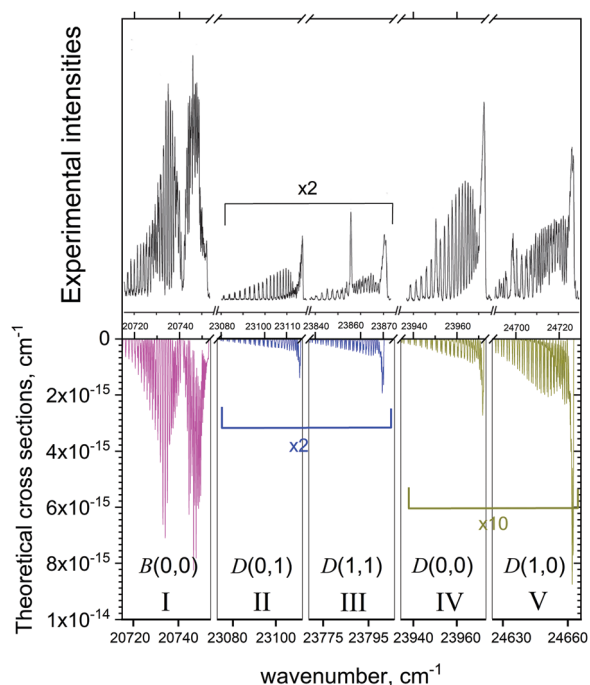 Experimental intensities
x2
20720 20740 23080 23100 23110 23840 23860 23870 23940 23960 24700 24720
Theoretical cross sections, cm⁻¹
0
2x10⁻¹⁵
4x10⁻¹⁵
6x10⁻¹⁵
8x10⁻¹⁵
1x10⁻¹⁴
x2
x10
B(0,0) D(0,1) D(1,1) D(0,0) D(1,0)
I II III IV V
20720 20740 23080 23100 23775 23795 23940 23960 24630 24660
wavenumber, cm⁻¹